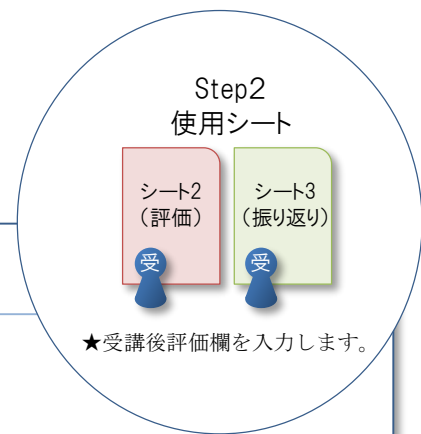 Step2
使用シート
シート2
（評価）
シート3
（振り返り）
受
受
★受講後評価欄を入力します。